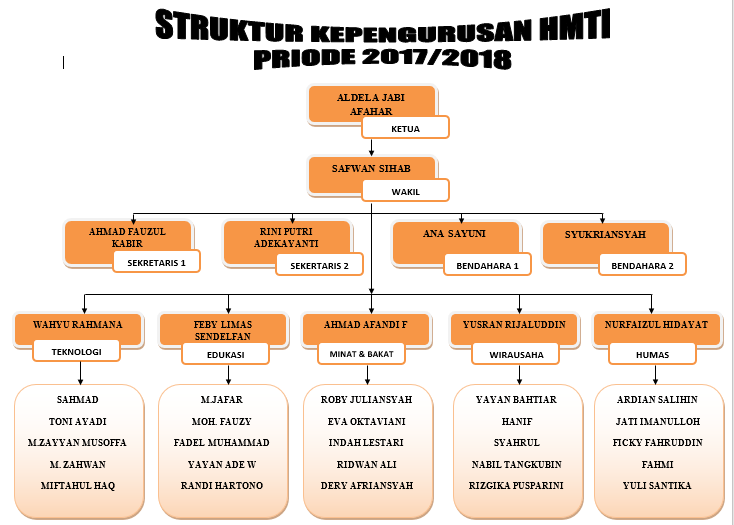 STRUKTUR KEPENGURUSAN HMTI
PRIODE 2017/2018
ALDELA JABI
AFAHAR
KETUA
SAFWAN SIHAB
WAKIL
AHMAD FAUZUL
KABIR
SEKRETARIS 1
RINI PUTRI
ADEKAYANTI
SEKERTARIS 2
ANA SAYUNI
BENDAHARA 1
SYUKRIANSYAH
BENDAHARA 2
WAHYU RAHMANA
TEKNOLOGI
FEBY LIMAS
SENDELFAN
EDUKASI
AHMAD AFANDI F
MINAT & BAKAT
YUSRAN RIJALUDDIN
WIRAUSAHA
NURFAIZUL HIDAYAT
HUMAS
SAHMAD
TONI AYADI
M.ZAYYAN MUSOFFA
M. ZAHWAN
MIFTAHUL HAQ
M.JAFAR
MOH. FAUZY
FADEL MUHAMMAD
YAYAN ADE W
RANDI HARTONO
ROBY JULIANSYAH
EVA OKTAVIANI
INDAH LESTARI
RIDWAN ALI
DERY AFRIANSYAH
YAYAN BAHTIAR
HANIF
SYAHRUL
NABIL TANGKUBIN
RIZGIKA PUSPARINI
ARDIAN SALIHIN
JATI IMANULLOH
FICKY FAHRUDDIN
FAHMI
YULI SANTIKA